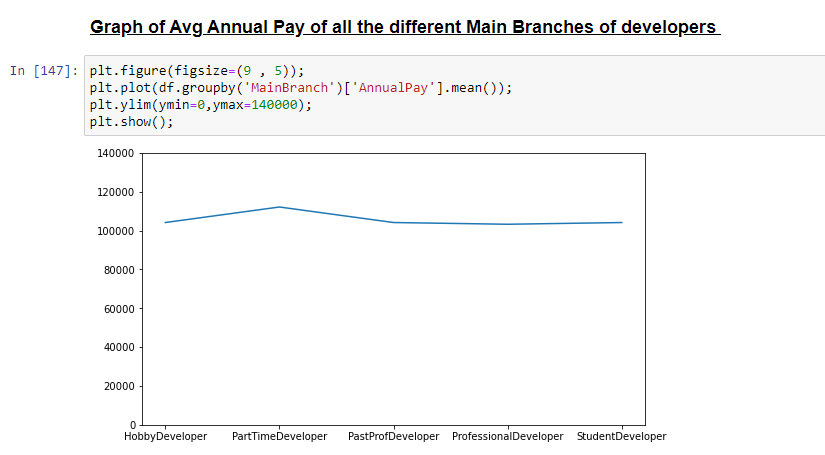 Graph of Avg Annual Pay of all the different Main Branches of developers
In [147]: plt.figure(figsize=(9 , 5));
plt.plot(df.groupby('MainBranch')['AnnualPay'].mean());
plt.ylim(ymin=0,ymax=140000);
plt.show();
140000
120000
100000
80000
60000
40000
20000
0
HobbyDeveloper PartTimeDeveloper PastProfDeveloper ProfessionalDeveloper StudentDeveloper